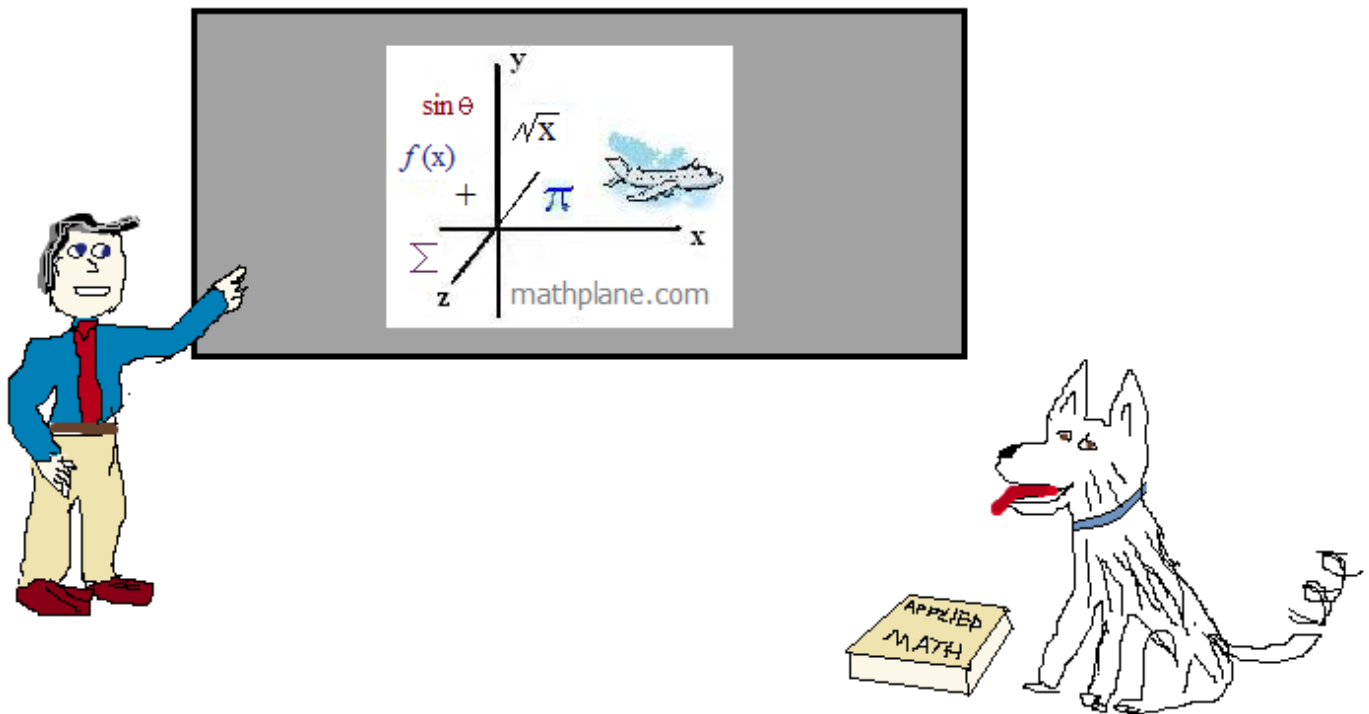 y
sin θ
√x
f(x)
+
π
x
Σ
z
mathplane.com
APPLIED
MATH